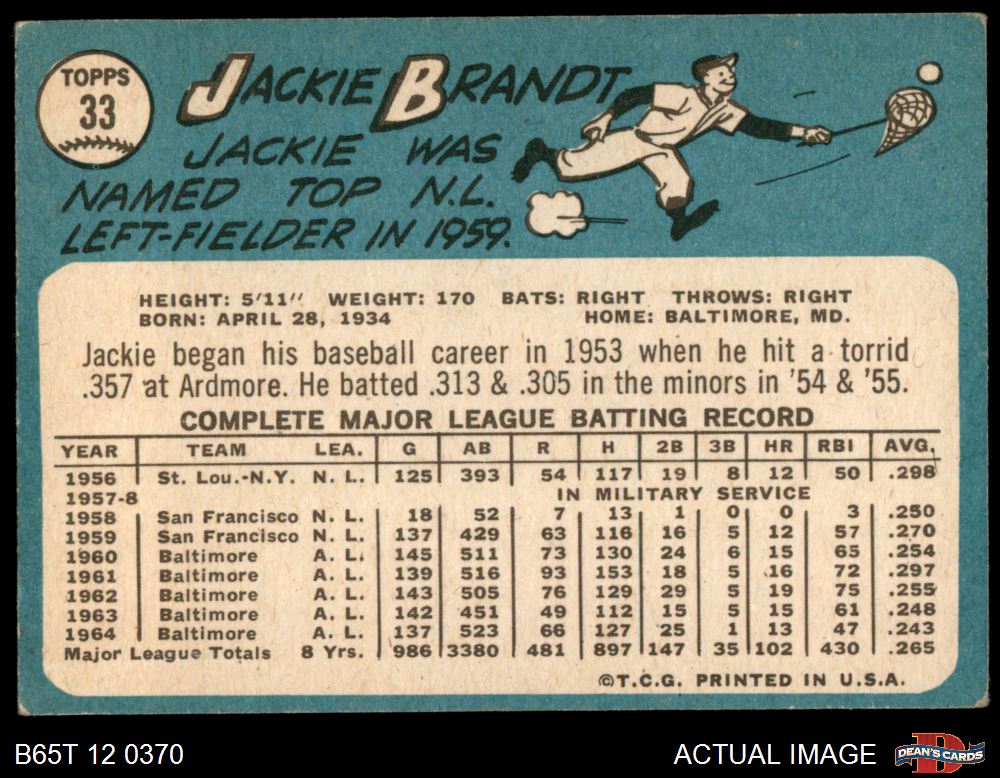 TOPPS
33
JACKIE BRANDT
JACKIE WAS
NAMED TOP N.L.
LEFT-FIELDER IN 1959.
HEIGHT: 5'11" WEIGHT: 170 BATS: RIGHT THROWS: RIGHT
BORN: APRIL 28, 1934 HOME: BALTIMORE, MD.
Jackie began his baseball career in 1953 when he hit a torrid
.357 at Ardmore. He batted .313 & .305 in the minors in '54 & '55.
COMPLETE MAJOR LEAGUE BATTING RECORD
YEAR TEAM LEA. G AB R H 2B 3B HR RBI AVG.
1956 St. Lou.-N.Y. N. L. 125 393 54 117 19 8 12 50 .298
1957-8 IN MILITARY SERVICE
1958 San Francisco N. L. 18 52 7 13 1 0 0 3 .250
1959 San Francisco N. L. 137 429 63 116 16 5 12 57 .270
1960 Baltimore A. L. 145 511 73 130 24 6 15 65 .254
1961 Baltimore A. L. 139 516 93 153 18 5 16 72 .297
1962 Baltimore A. L. 143 505 76 129 29 5 19 75 .255
1963 Baltimore A. L. 142 451 49 112 15 5 15 61 .248
1964 Baltimore A. L. 137 523 66 127 25 1 13 47 .243
Major League Totals 8 Yrs. 986 3380 481 897 147 35 102 430 .265
©T.C.G. PRINTED IN U.S.A.
B65T 12 0370 ACTUAL IMAGE
D
DEAN'S CARDS